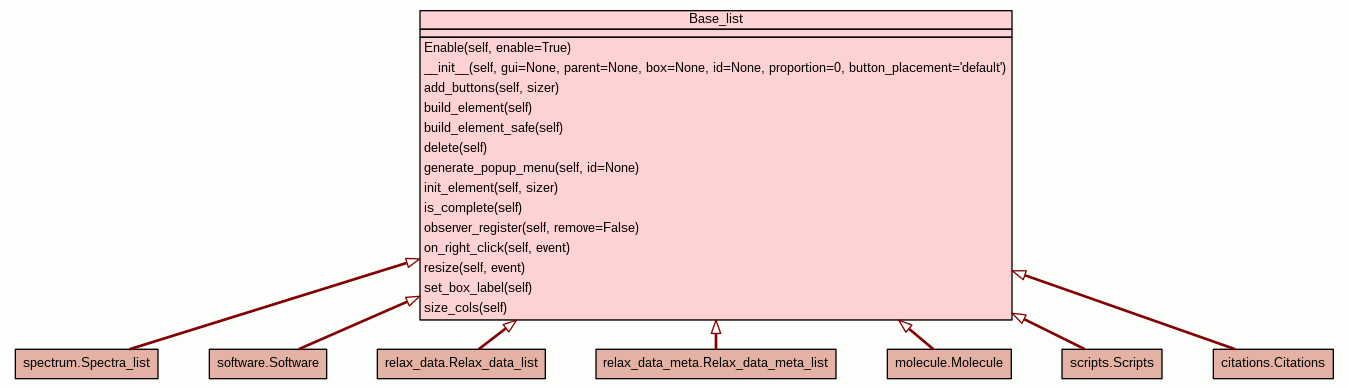 Base_list
Enable(self, enable=True)
__init__(self, gui=None, parent=None, box=None, id=None, proportion=0, button_placement='default')
add_buttons(self, sizer)
build_element(self)
build_element_safe(self)
delete(self)
generate_popup_menu(self, id=None)
init_element(self, sizer)
is_complete(self)
observer_register(self, remove=False)
on_right_click(self, event)
resize(self, event)
set_box_label(self)
size_cols(self)
spectrum.Spectra_list
software.Software
relax_data.Relax_data_list
relax_data_meta.Relax_data_meta_list
molecule.Molecule
scripts.Scripts
citations.Citations